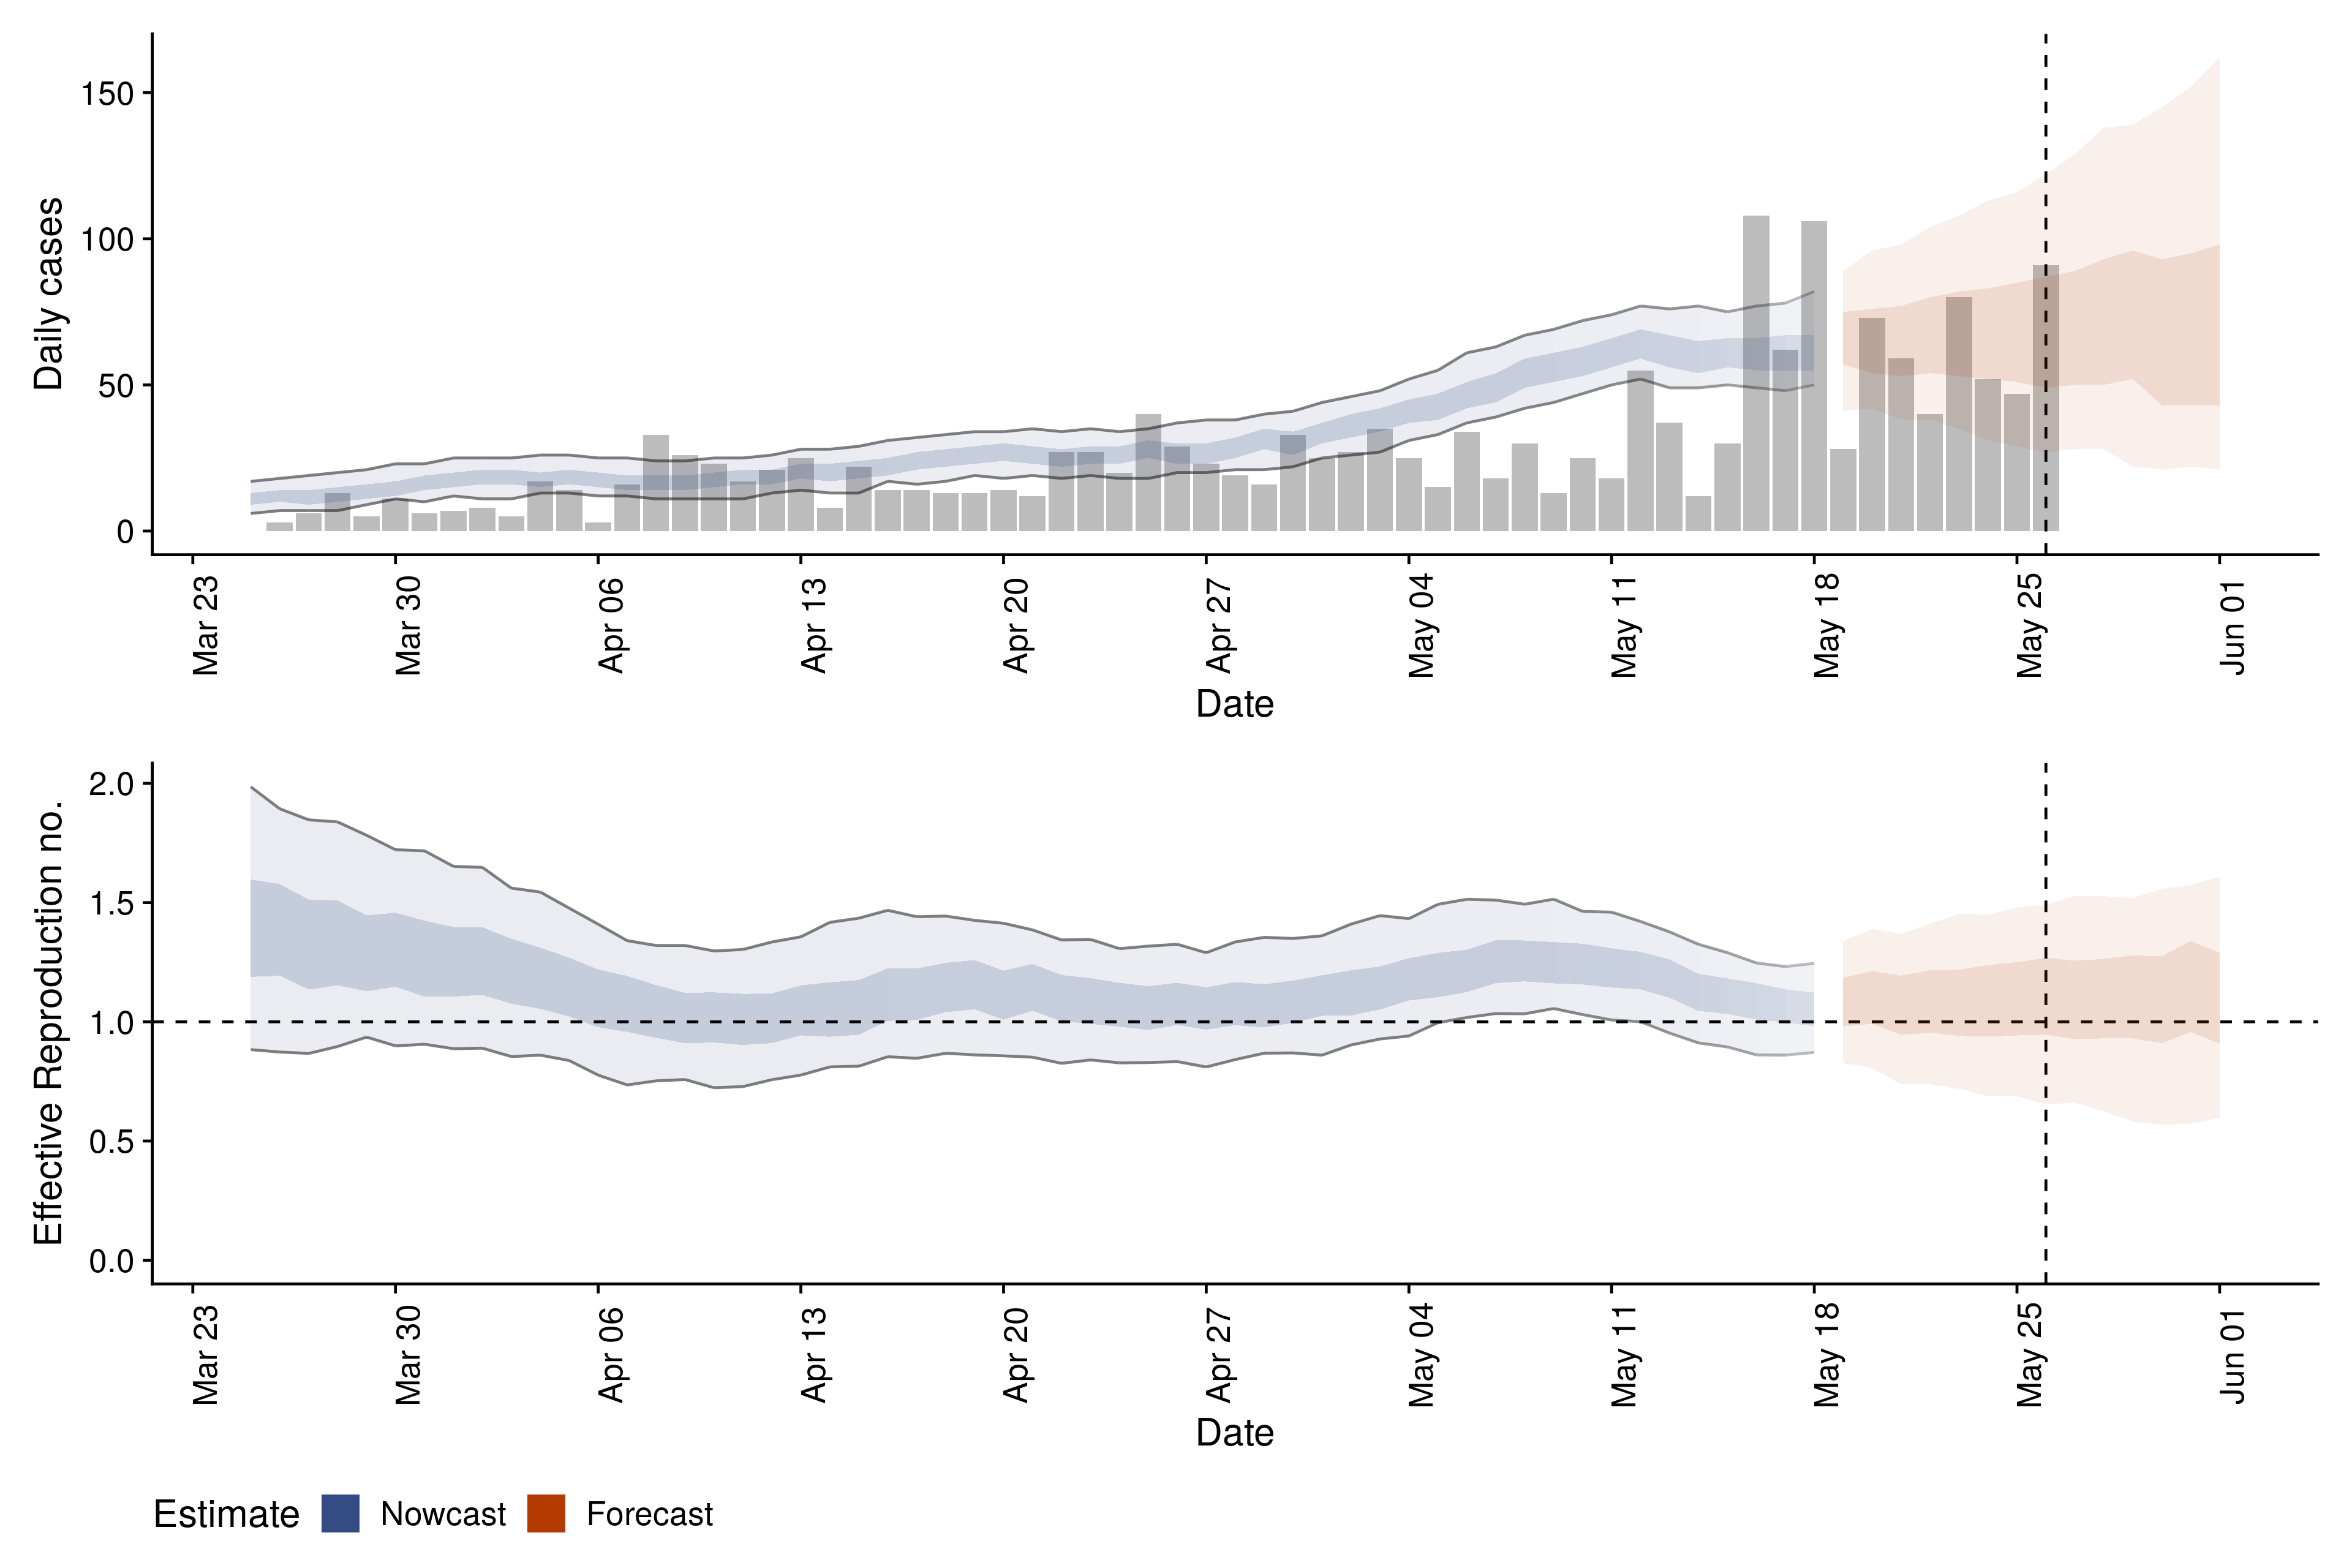 Daily cases
150
100
50
0
Mar 23
Mar 30
Apr 06
Apr 13
Apr 20
Apr 27
May 04
May 11
May 18
May 25
Jun 01
Date
Effective Reproduction no.
2.0
1.5
1.0
0.5
0.0
Mar 23
Mar 30
Apr 06
Apr 13
Apr 20
Apr 27
May 04
May 11
May 18
May 25
Jun 01
Date
Estimate Nowcast Forecast